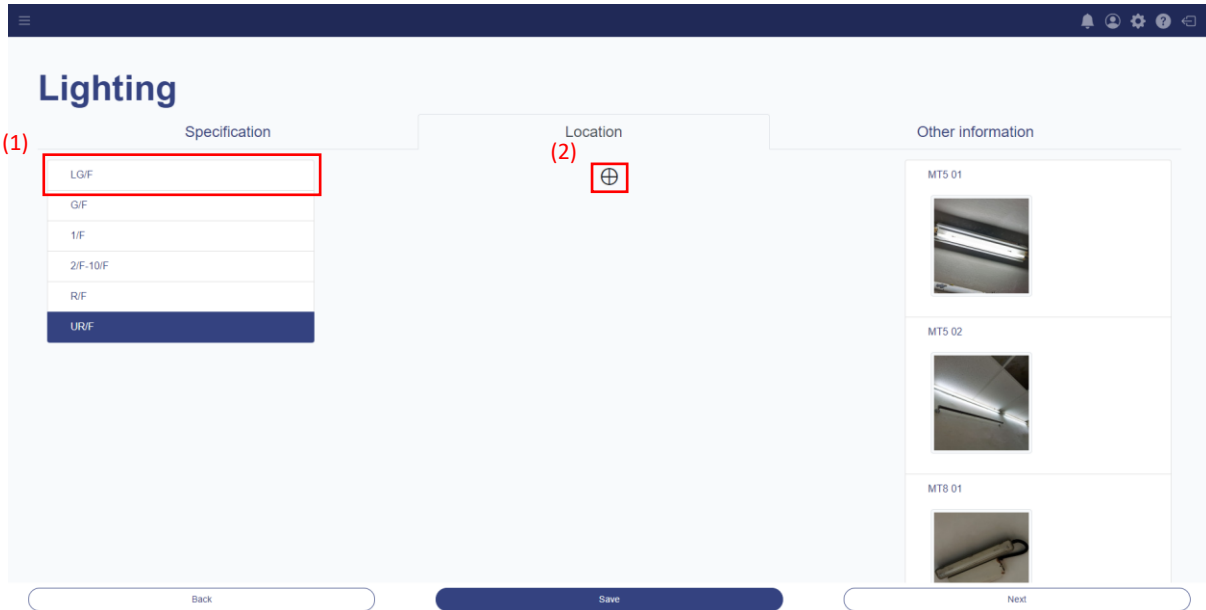 Lighting
Specification
Location
Other information
(1)
(2)
LG/F
G/F
1/F
2/F-10/F
R/F
UR/F
MT5 01
MT5 02
MT8 01
Back
Save
Next